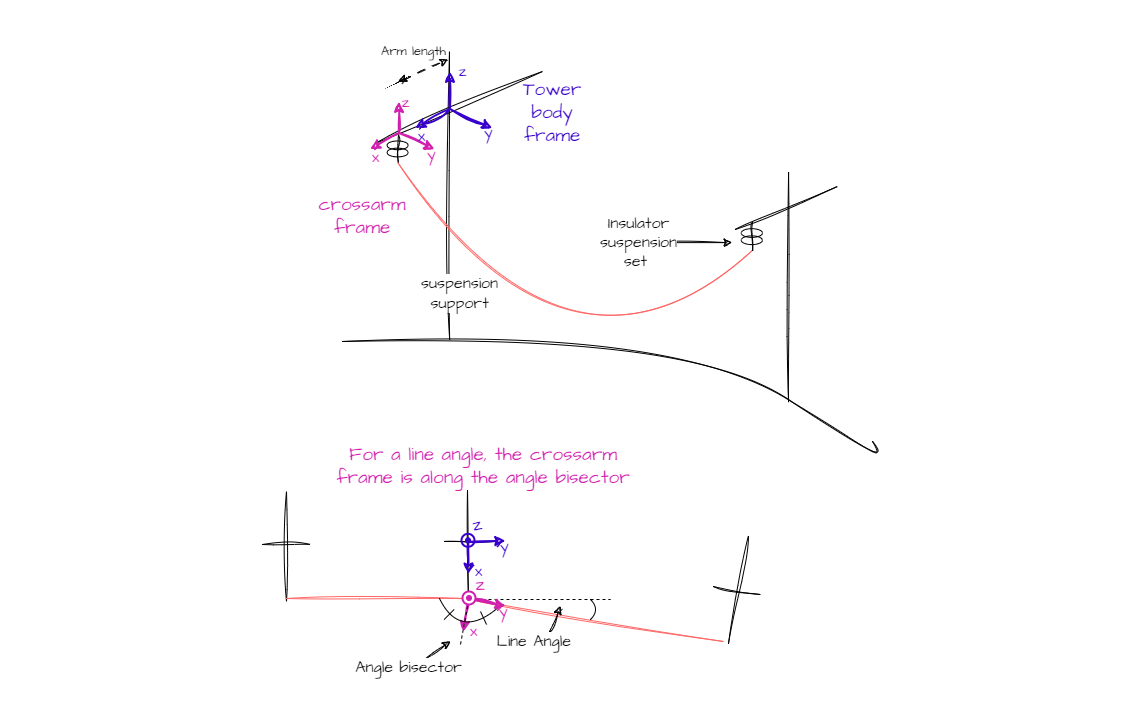 Arm length
z
Tower
body
frame
x
y
z
x
y
crossarm
frame
Insulator
suspension
set
suspension
support
For a line angle, the crossarm
frame is along the angle bisector
z
y
x
z
y
x
Line Angle
Angle bisector